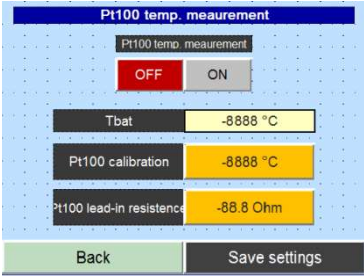 Pt100 temp. meaurement
Pt100 temp. meaurement
OFF ON
Tbat -8888 °C
Pt100 calibration -8888 °C
Pt100 lead-in resistence -88.8 Ohm
Back Save settings